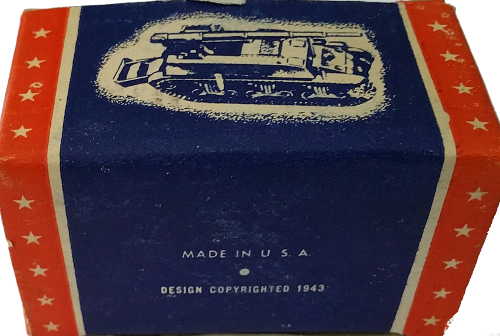 MADE IN U S. A.
DESIGN COPYRIGHTED 1943